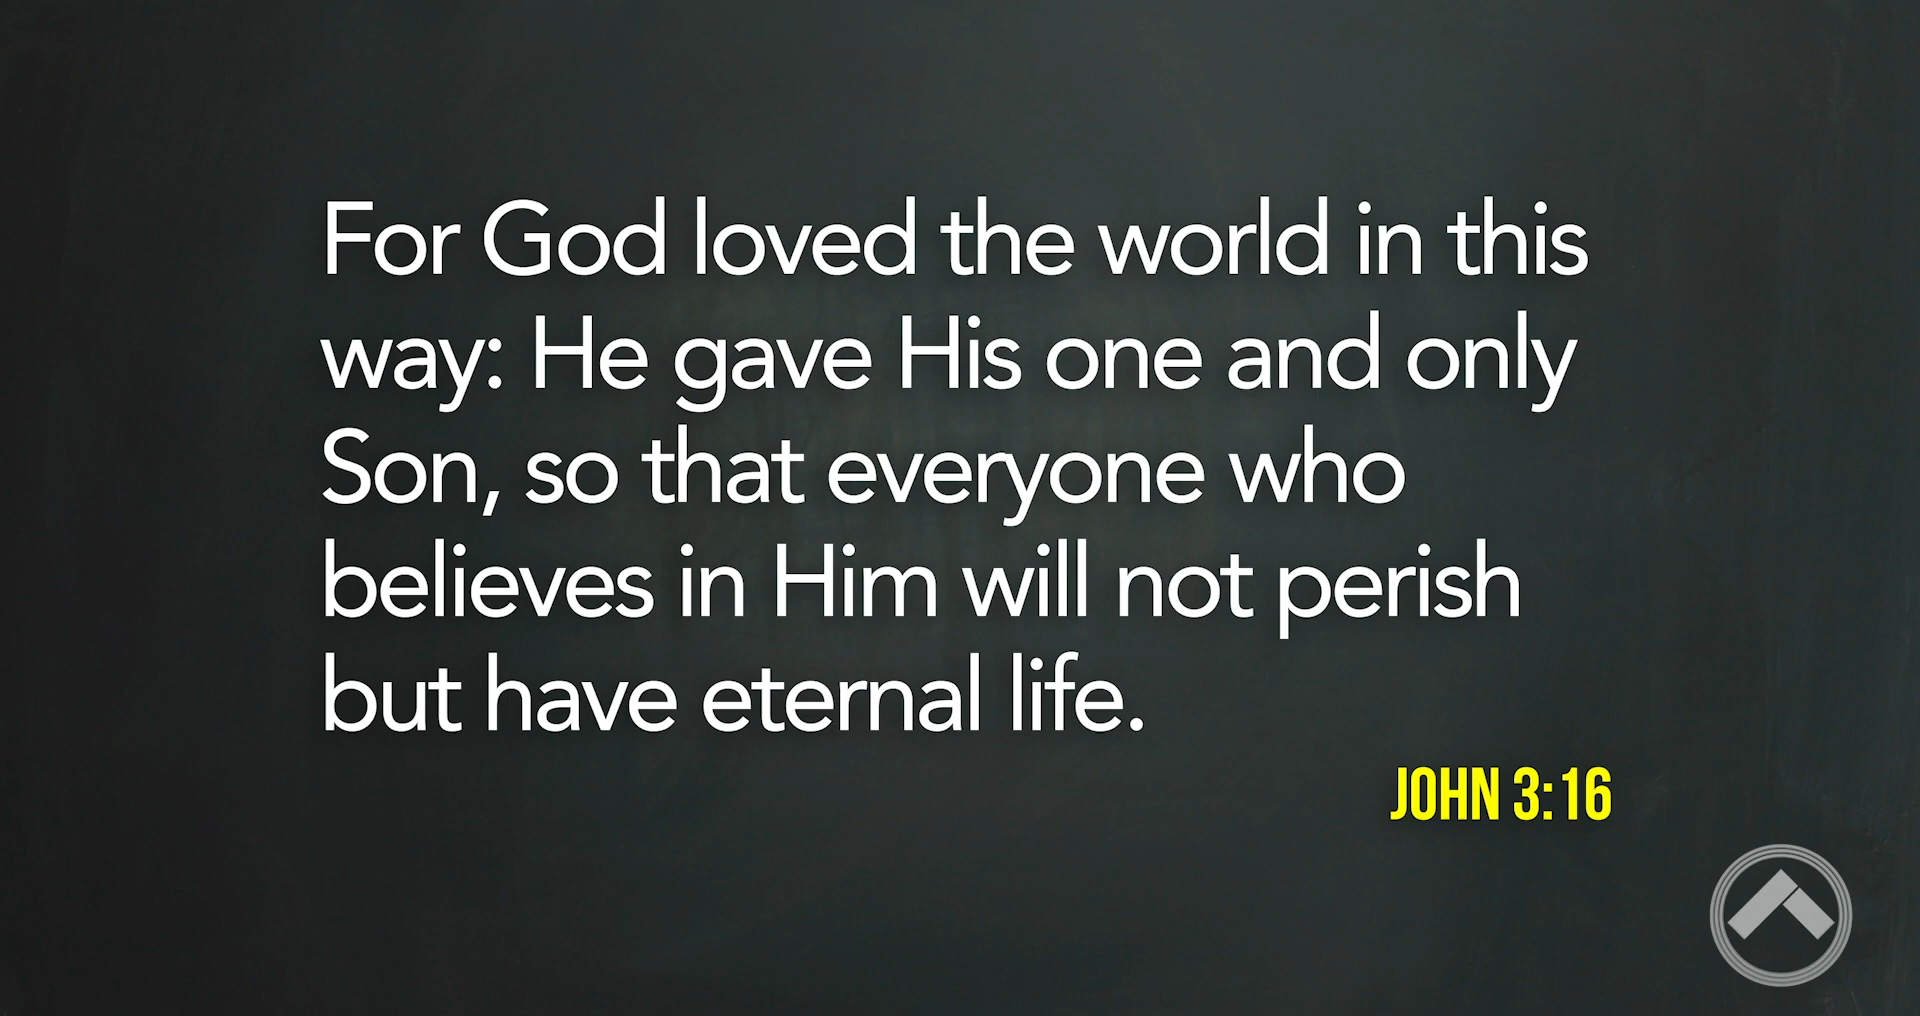 For God loved the world in this
way: He gave His one and only
Son, so that everyone who
believes in Him will not perish
but have eternal life.
JOHN 3:16